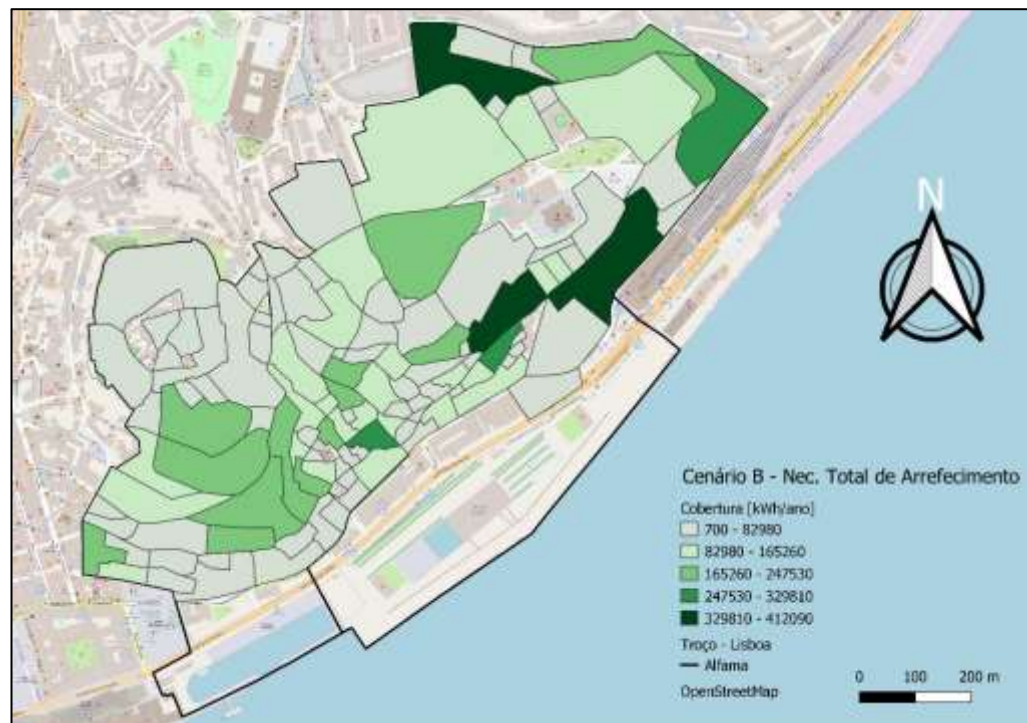 N
Cenário B - Nec. Total de Arrefecimento
Cobertura [kWh/ano]
700 - 82980
82980 - 165260
165260 - 247530
247530 - 329810
329810 - 412090
Troço - Lisboa
Alfama
OpenStreetMap
0 100 200 m